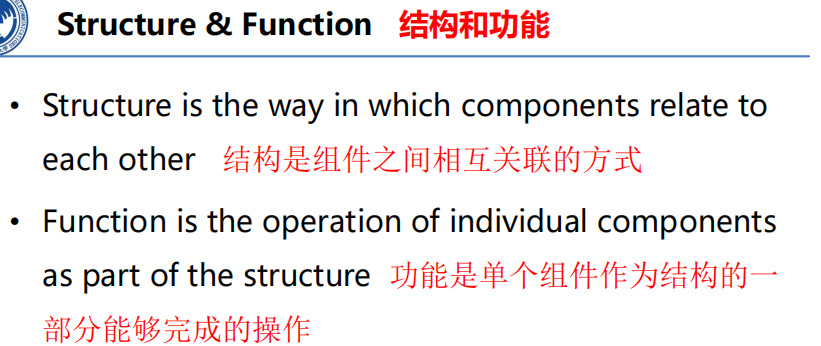 Structure & Function 结构和功能
• Structure is the way in which components relate to
each other 结构是组件之间相互关联的方式
• Function is the operation of individual components
as part of the structure 功能是单个组件作为结构的一
部分能够完成的操作